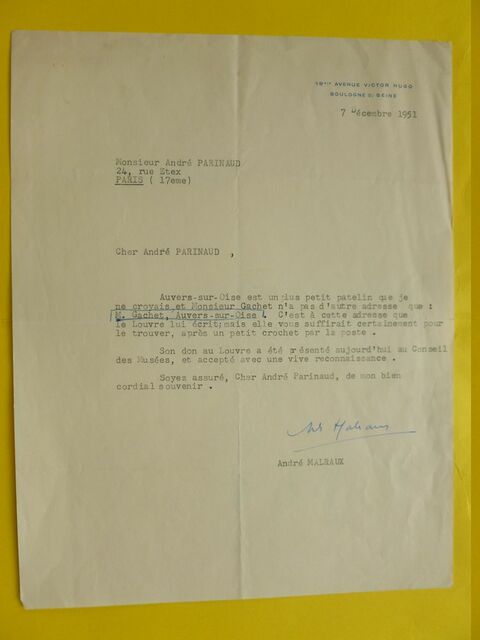 19bis AVENUE VICTOR HUGO
BOULOGNE S/ SEINE
7 Décembre 1951
Monsieur André PARINAUD
24, rue Etex
PARIS ( 17eme)
Cher André PARINAUD ,
Auvers-sur-Oise est un plus petit patelin que je
ne croyais et Monsieur Gachet n'a pas d'autre adresse que :
M. Gachet, Auvers-sur-Oise . C'est à cette adresse que
le Louvre lui écrit; mais elle vous suffirait certainement pour
le trouver, après un petit crochet par la poste .
Son don au Louvre a été présenté aujourd'hui au Conseil
des Musées, et accepté avec une vive reconnaissance .
Soyez assuré, Cher André Parinaud, de mon bien
cordial souvenir .
André Malraux
André MALRAUX